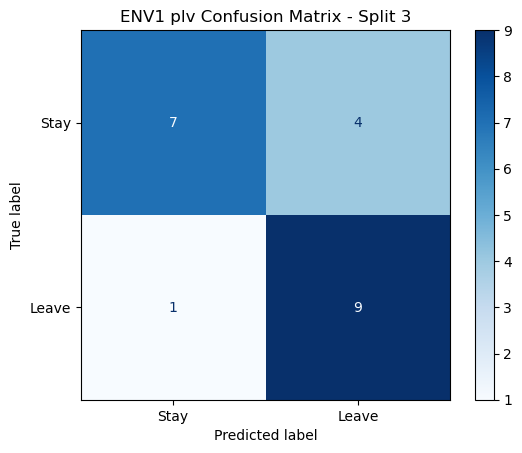 ENV1 plv Confusion Matrix - Split 3
True label
Stay
Leave
7
4
1
9
Stay
Leave
Predicted label
9
8
7
6
5
4
3
2
1